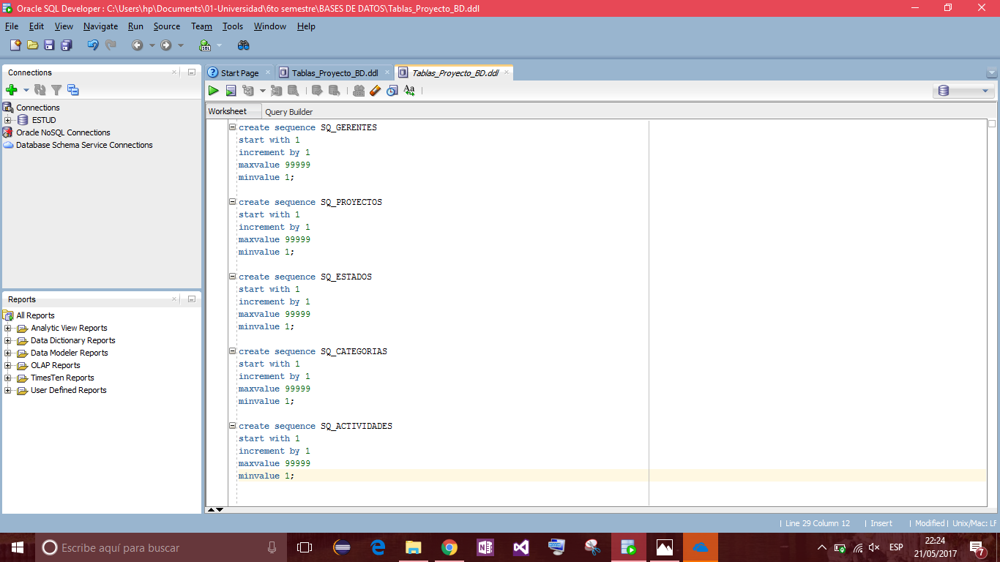 Oracle SQL Developer : C:\Users\hp\Documents\01-Universidad\6to semestre\BASES DE DATOS\Tablas_Proyecto_BD.ddl
File Edit View Navigate Run Source Team Tools Window Help
SQL
Connections
Connections
ESTUD
Oracle NoSQL Connections
Database Schema Service Connections
Reports
All Reports
Analytic View Reports
Data Dictionary Reports
Data Modeler Reports
OLAP Reports
TimesTen Reports
User Defined Reports
Start Page Tablas_Proyecto_BD.ddl Tablas_Proyecto_BD.ddl
Aa
Worksheet Query Builder
create sequence SQ_GERENTES
start with 1
increment by 1
maxvalue 99999
minvalue 1;
create sequence SQ_PROYECTOS
start with 1
increment by 1
maxvalue 99999
minvalue 1;
create sequence SQ_ESTADOS
start with 1
increment by 1
maxvalue 99999
minvalue 1;
create sequence SQ_CATEGORIAS
start with 1
increment by 1
maxvalue 99999
minvalue 1;
create sequence SQ_ACTIVIDADES
start with 1
increment by 1
maxvalue 99999
minvalue 1;
| Line 29 Column 12 | Insert | Modified | Unix/Mac: LF
Escribe aquí para buscar
ESP
22:24
21/05/2017
7